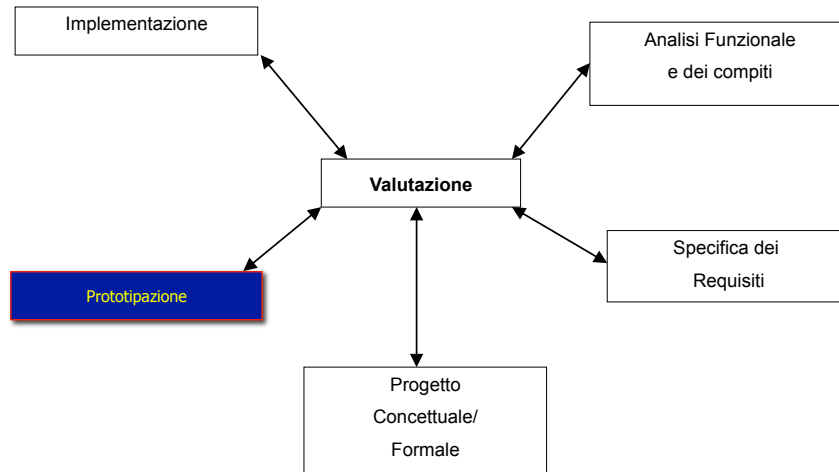 Implementazione
Analisi Funzionale
e dei compiti
Valutazione
Specifica dei
Requisiti
Prototipazione
Progetto
Concettuale/
Formale